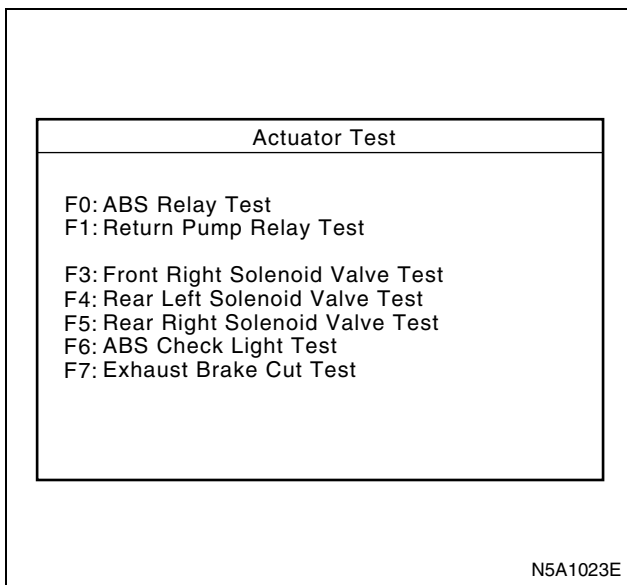 Actuator Test
F0: ABS Relay Test
F1: Return Pump Relay Test
F3: Front Right Solenoid Valve Test
F4: Rear Left Solenoid Valve Test
F5: Rear Right Solenoid Valve Test
F6: ABS Check Light Test
F7: Exhaust Brake Cut Test
N5A1023E